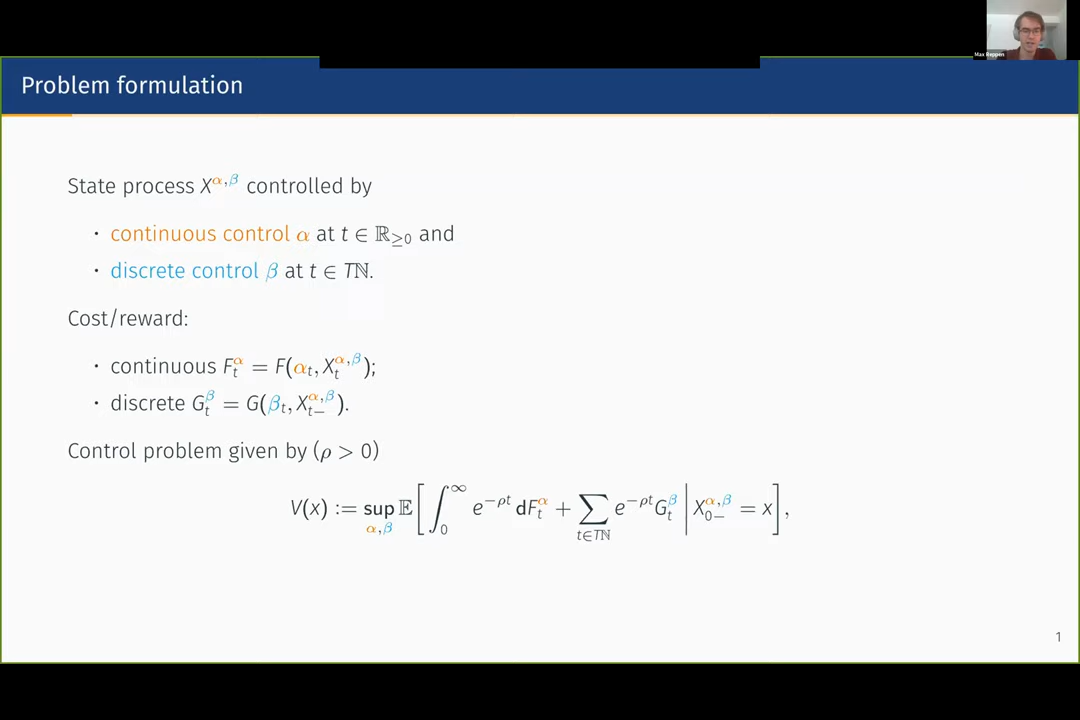 Max Reppen
Problem formulation
State process X^{α,β} controlled by
· continuous control α at t ∈ ℝ_{≥0} and
· discrete control β at t ∈ Tℕ.
Cost/reward:
· continuous F_t^α = F(α_t, X_t^{α,β});
· discrete G_t^β = G(β_t, X_{t−}^{α,β}).
Control problem given by (ρ > 0)
V(x) := sup_{α,β} 𝔼[∫_0^∞ e^{−ρt} dF_t^α + ∑_{t∈Tℕ} e^{−ρt} G_t^β | X_{0−}^{α,β} = x],
1